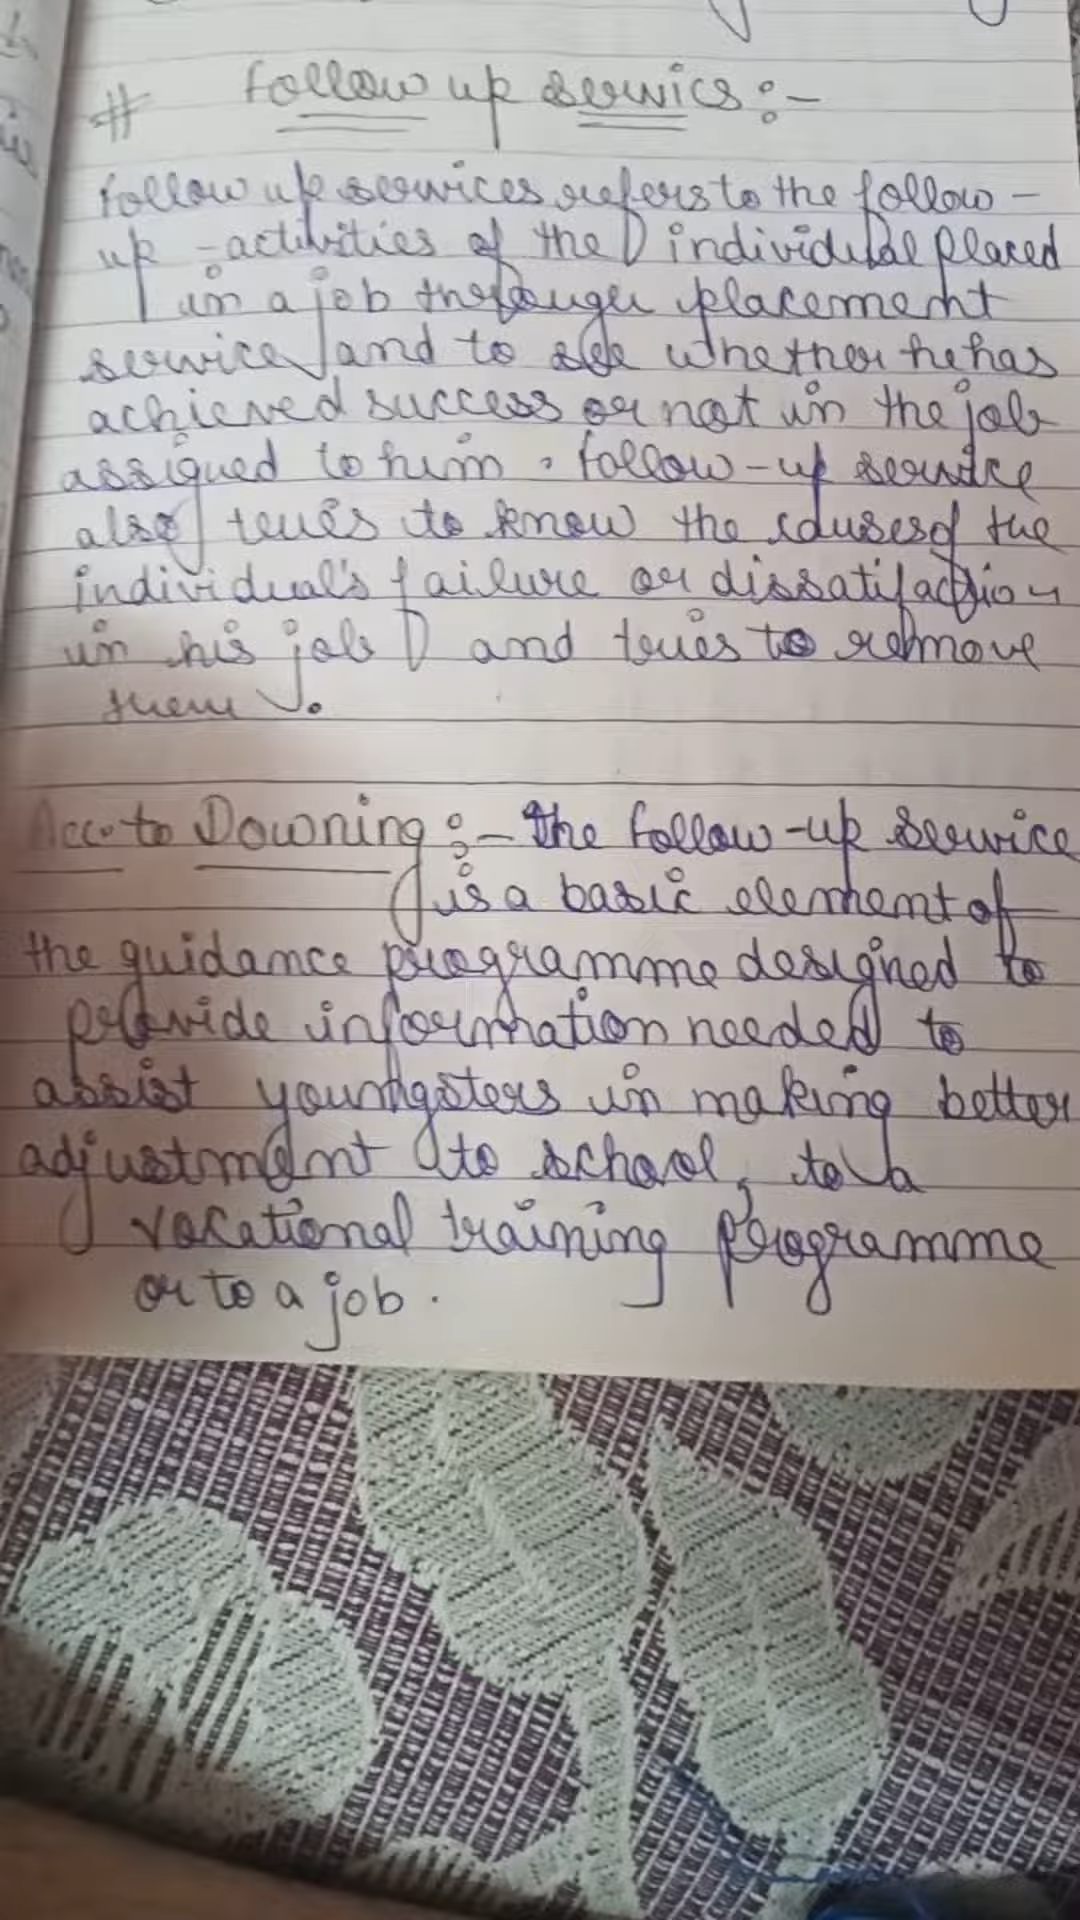 # Follow up servics :-
Follow up services refers to the follow-
up -activities of the individual placed
in a job through placement
service and to see whether he has
achieved success or not in the job
assigued to him . Follow-up service
also tries to know the causes of the
individual's failure or dissatifaction
in his job and tries to remove
them .
Acc. to Downing :- The follow-up service
is a basic element of
the guidance programme designed to
provide information needed to
assist youngsters in making better
adjustment to school, to a
vocational training programme
or to a job .